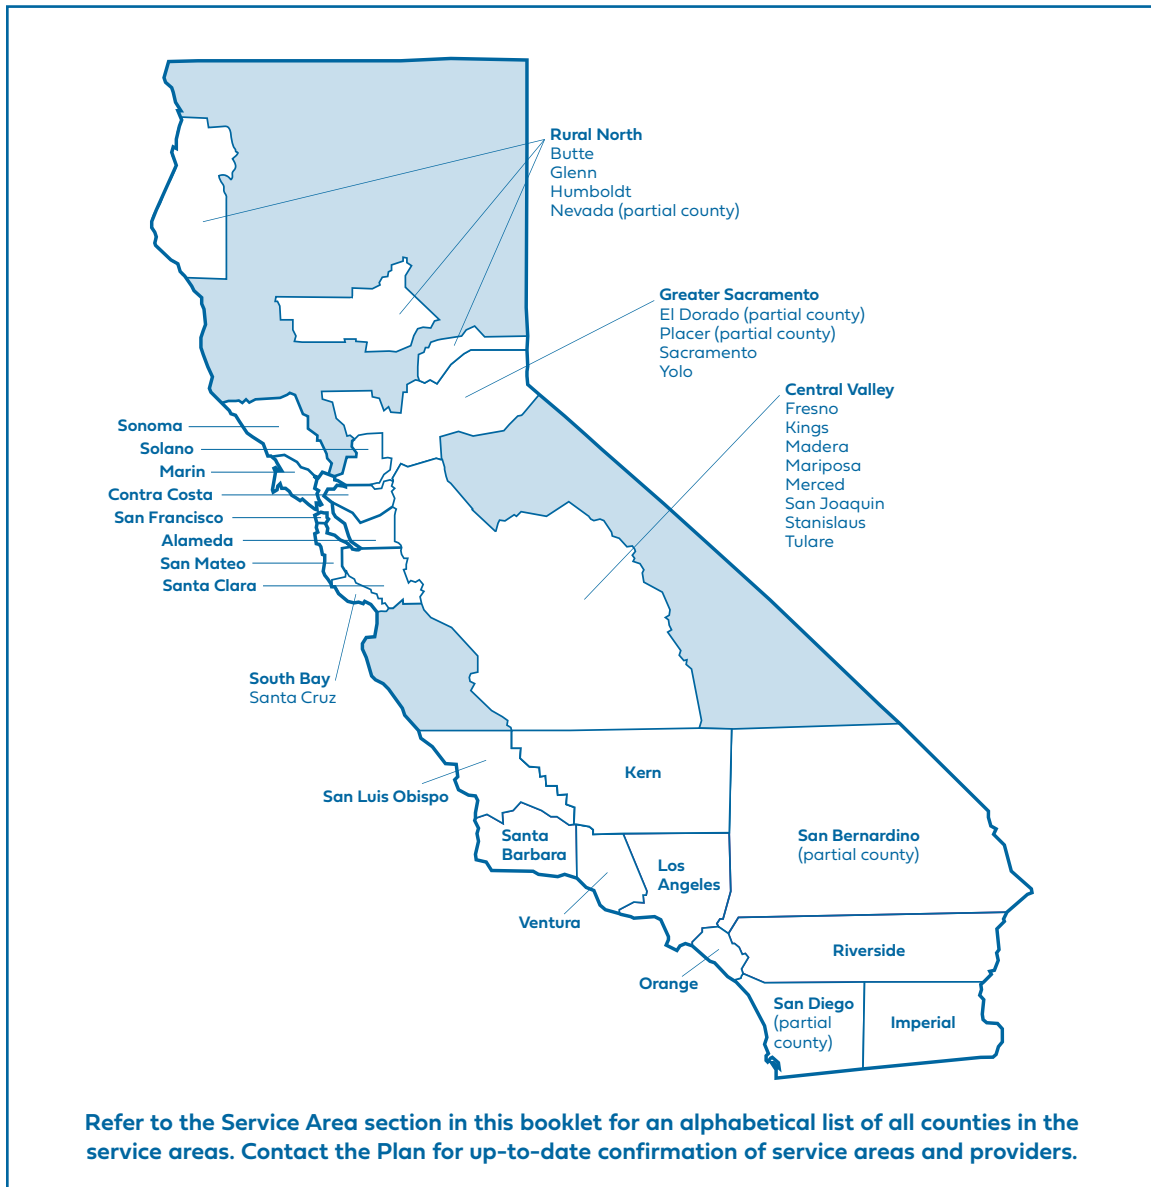 Rural North
Butte
Glenn
Humboldt
Nevada (partial county)
Greater Sacramento
El Dorado (partial county)
Placer (partial county)
Sacramento
Yolo
Central Valley
Fresno
Kings
Madera
Mariposa
Merced
San Joaquin
Stanislaus
Tulare
Sonoma
Solano
Marin
Contra Costa
San Francisco
Alameda
San Mateo
Santa Clara
South Bay
Santa Cruz
San Luis Obispo
Kern
Santa
Barbara
Los
Angeles
San Bernardino
(partial county)
Ventura
Orange
Riverside
San Diego
(partial
county)
Imperial
Refer to the Service Area section in this booklet for an alphabetical list of all counties in the
service areas. Contact the Plan for up-to-date confirmation of service areas and providers.